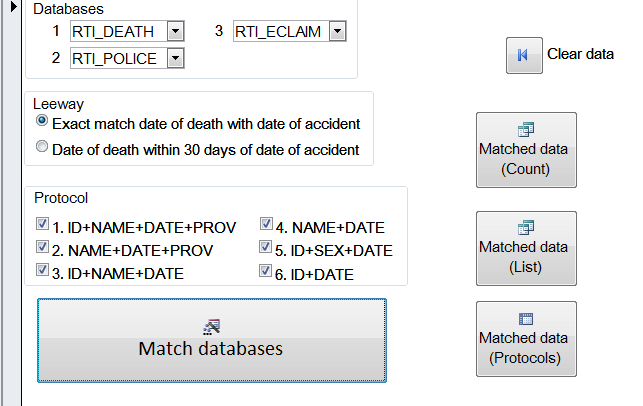 Databases
1 RTI_DEATH 3 RTI_ECLAIM
2 RTI_POLICE
Clear data
Leeway
Exact match date of death with date of accident
Date of death within 30 days of date of accident
Matched data
(Count)
Protocol
1. ID+NAME+DATE+PROV 4. NAME+DATE
2. NAME+DATE+PROV 5. ID+SEX+DATE
3. ID+NAME+DATE 6. ID+DATE
Matched data
(List)
Match databases
Matched data
(Protocols)